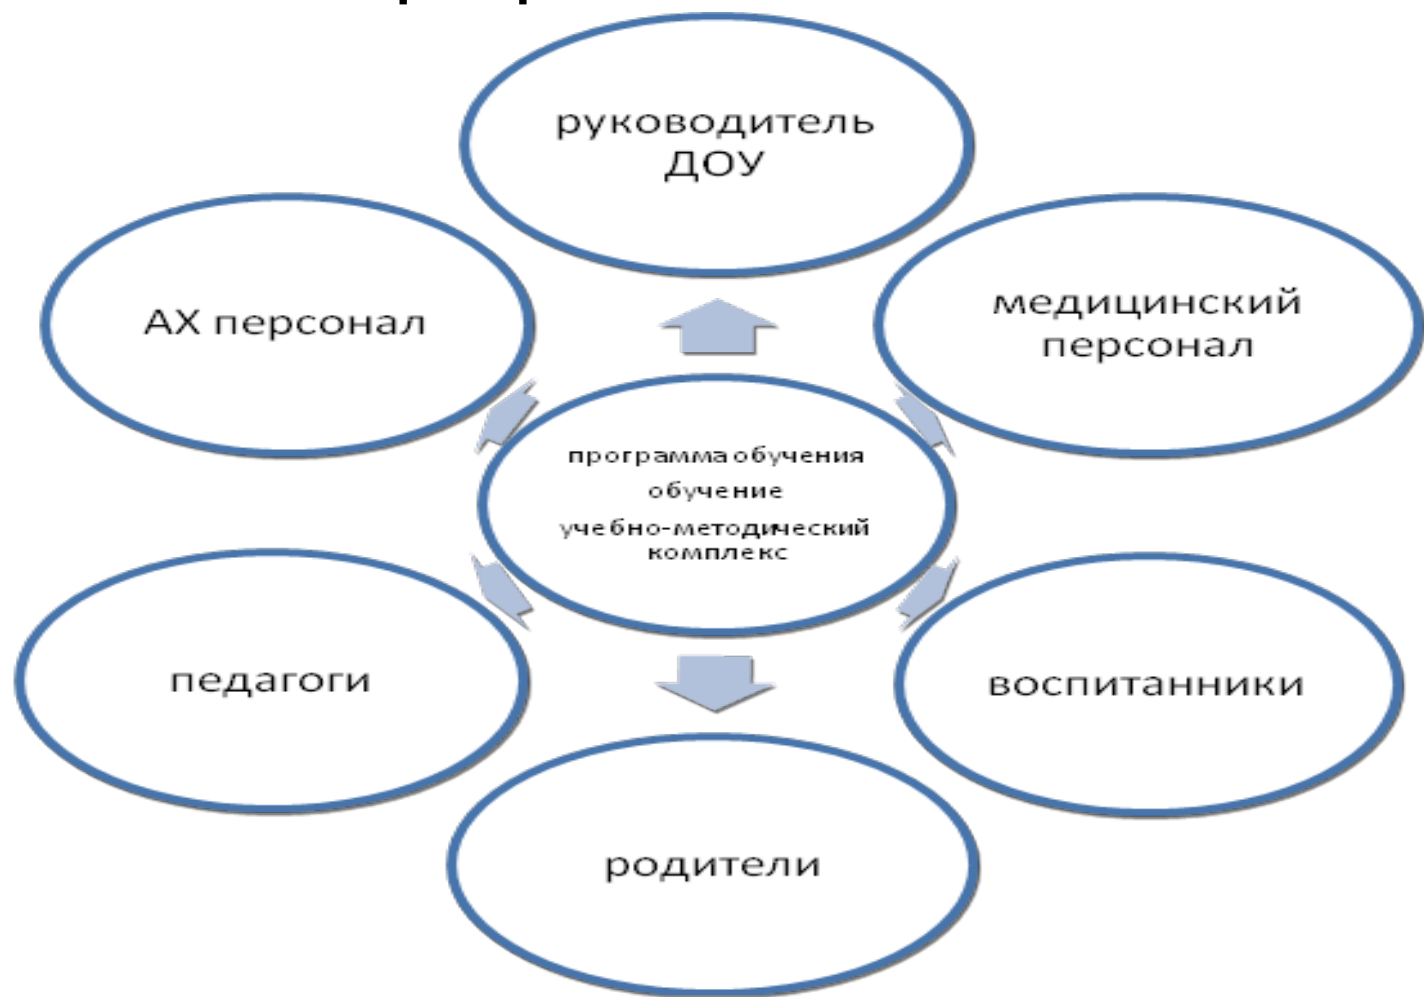 руководитель
ДОУ
АХ персонал
медицинский
персонал
программа обучения
обучение
учебно-методический
комплекс
педагоги
воспитанники
родители